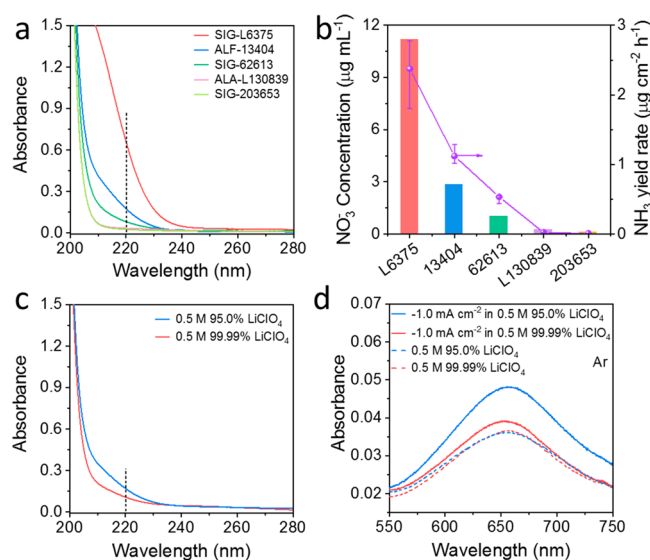 a
SIG-L6375
ALF-13404
SIG-62613
ALA-L130839
SIG-203653
Absorbance
1.5
1.2
0.9
0.6
0.3
0.0
200 220 240 260 280
Wavelength (nm)
b
NO₃⁻ Concentration (μg mL⁻¹)
12
9
6
3
0
L6375 13404 62613 L130839 203653
3
2
1
0
NH₃ yield rate (μg cm⁻² h⁻¹)
c
0.5 M 95.0% LiClO₄
0.5 M 99.99% LiClO₄
Absorbance
1.5
1.2
0.9
0.6
0.3
0.0
200 220 240 260 280
Wavelength (nm)
d
-1.0 mA cm⁻² in 0.5 M 95.0% LiClO₄
-1.0 mA cm⁻² in 0.5 M 99.99% LiClO₄
0.5 M 95.0% LiClO₄
0.5 M 99.99% LiClO₄
Ar
Absorbance
0.07
0.06
0.05
0.04
0.03
0.02
550 600 650 700 750
Wavelength (nm)